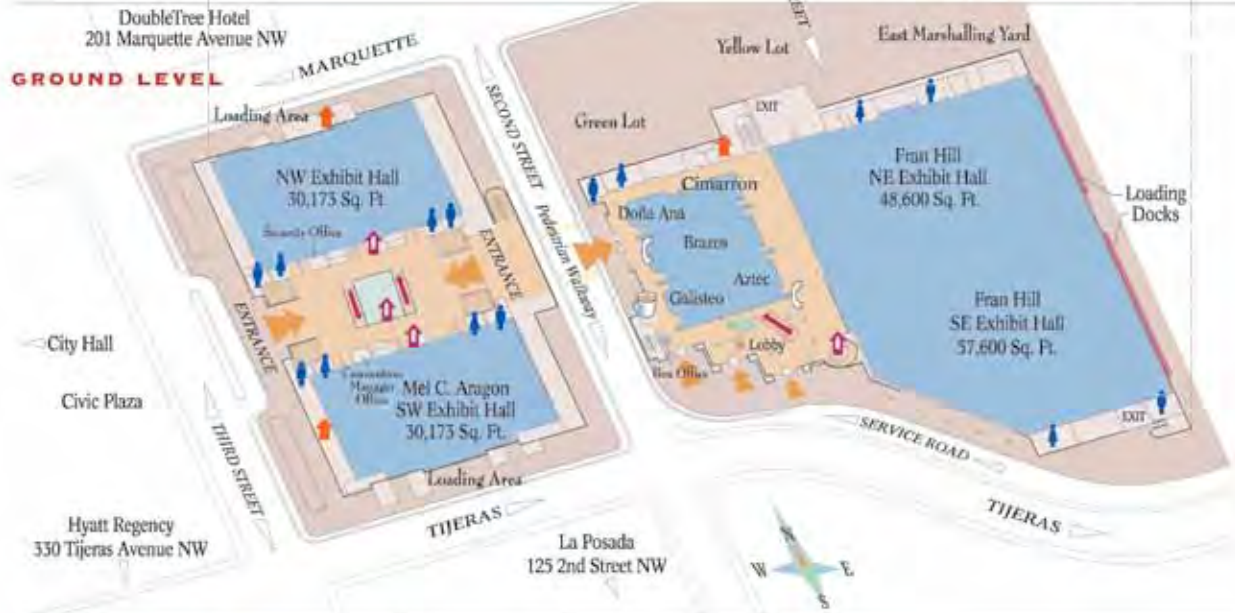 DoubleTree Hotel
201 Marquette Avenue NW
GROUND LEVEL
MARQUETTE
Loading Area
NW Exhibit Hall
30,173 Sq. Ft.
Security Office
ENTRANCE
ENTRANCE
City Hall
Civic Plaza
THIRD STREET
Convention
Manager
Office
Mel C. Aragon
SW Exhibit Hall
30,173 Sq. Ft.
Loading Area
Hyatt Regency
330 Tijeras Avenue NW
TIJERAS
SECOND STREET
Pedestrian Walkway
Green Lot
Yellow Lot
STREET
East Marshalling Yard
EXIT
Cimarron
Doña Ana
Brazos
Aztec
Galisteo
Lobby
Box Office
Fran Hill
NE Exhibit Hall
48,600 Sq. Ft.
Loading
Docks
Fran Hill
SE Exhibit Hall
57,600 Sq. Ft.
EXIT
SERVICE ROAD
TIJERAS
La Posada
125 2nd Street NW
N
W
E
S